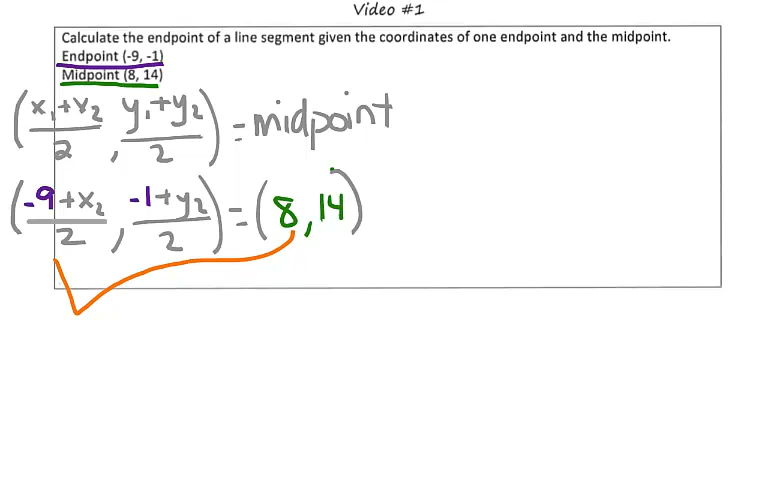 Video #1
Calculate the endpoint of a line segment given the coordinates of one endpoint and the midpoint.
Endpoint (-9, -1)
Midpoint (8, 14)
(x₁+x₂/2, y₁+y₂/2) = midpoint
(-9+x₂/2, -1+y₂/2) = (8, 14)